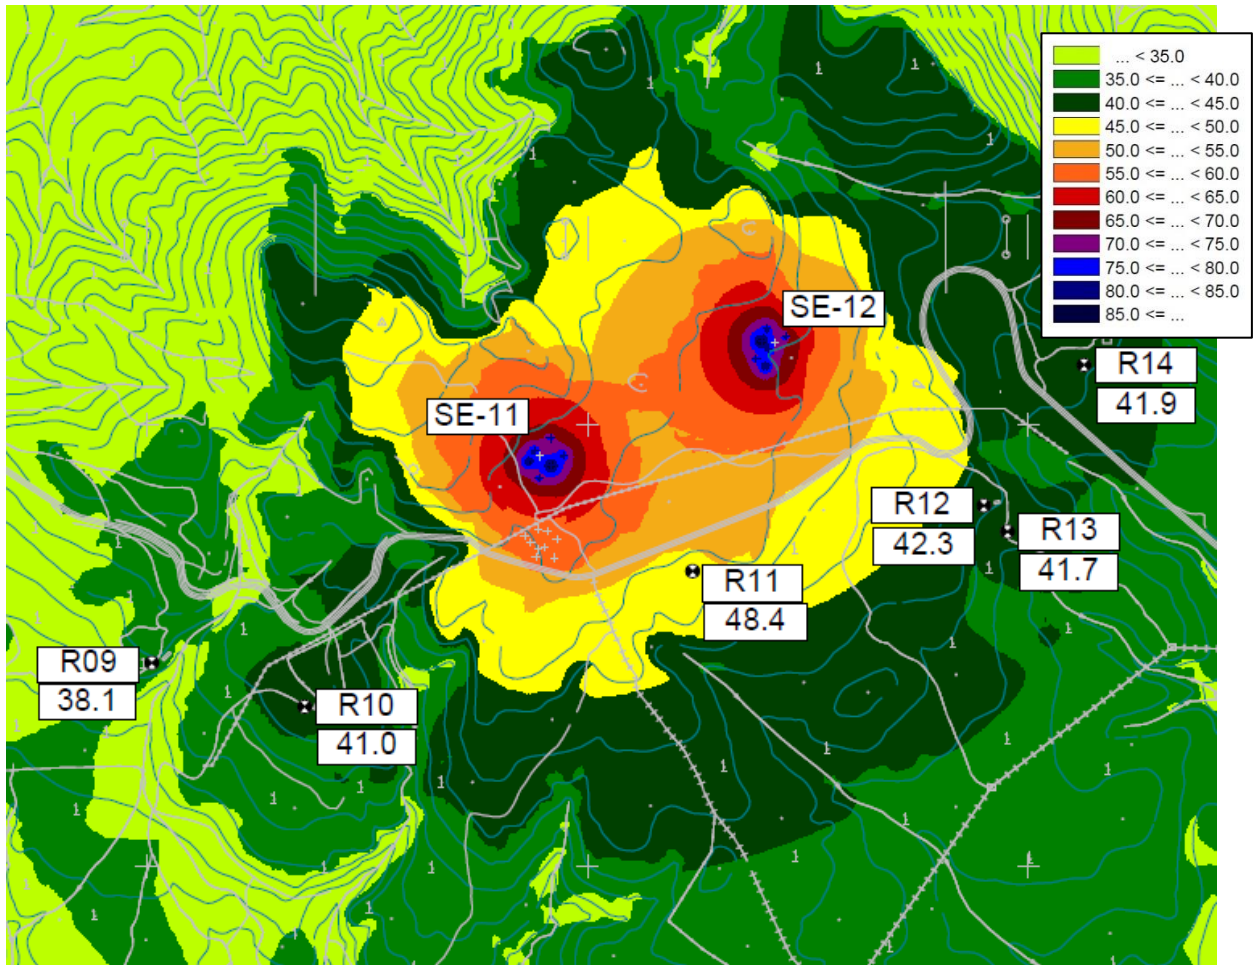 ... < 35.0
35.0 <= ... < 40.0
40.0 <= ... < 45.0
45.0 <= ... < 50.0
50.0 <= ... < 55.0
55.0 <= ... < 60.0
60.0 <= ... < 65.0
65.0 <= ... < 70.0
70.0 <= ... < 75.0
75.0 <= ... < 80.0
80.0 <= ... < 85.0
85.0 <= ...
SE-12
R14
41.9
SE-11
R12
42.3
R13
41.7
R11
48.4
R09
38.1
R10
41.0